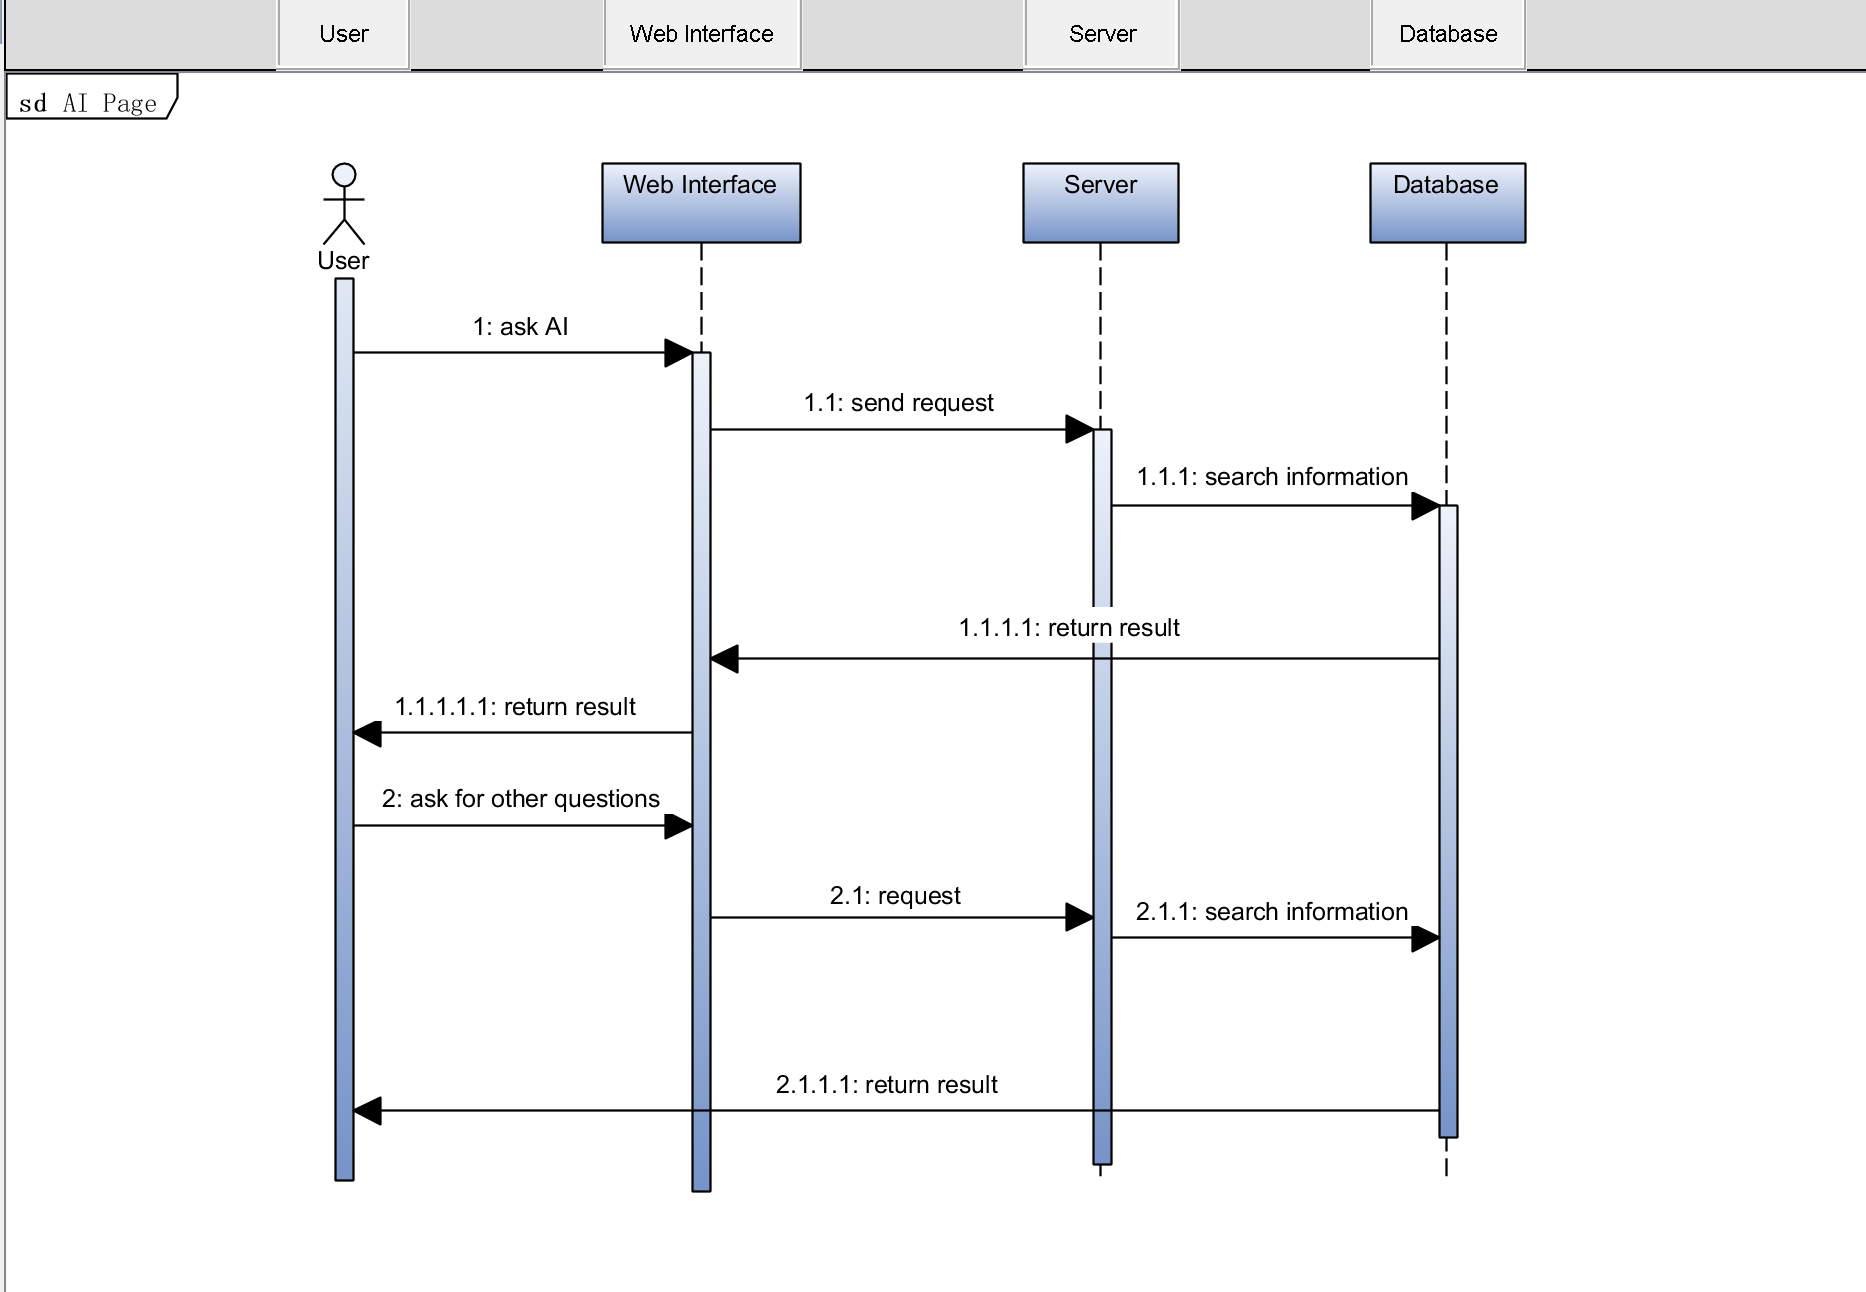 User
Web Interface
Server
Database
sd AI Page
User
Web Interface
Server
Database
1: ask AI
1.1: send request
1.1.1: search information
1.1.1.1: return result
1.1.1.1.1: return result
2: ask for other questions
2.1: request
2.1.1: search information
2.1.1.1: return result